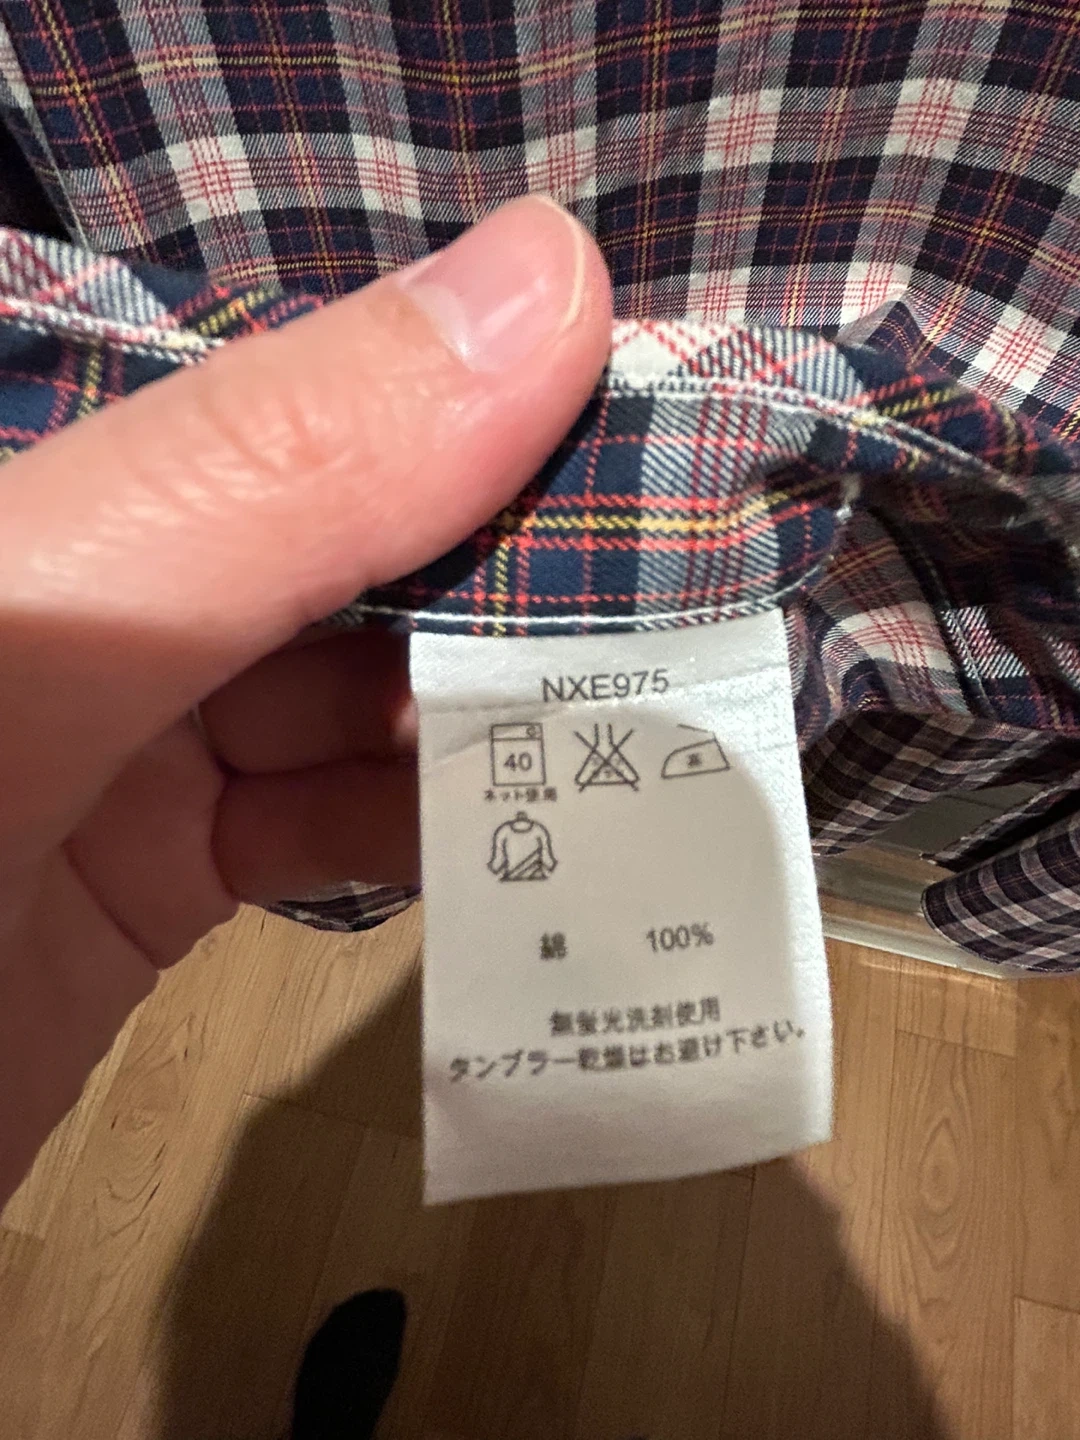 NXE975
40
ネット使用
高
綿 100%
無蛍光洗剤使用
タンブラー乾燥はお避け下さい。